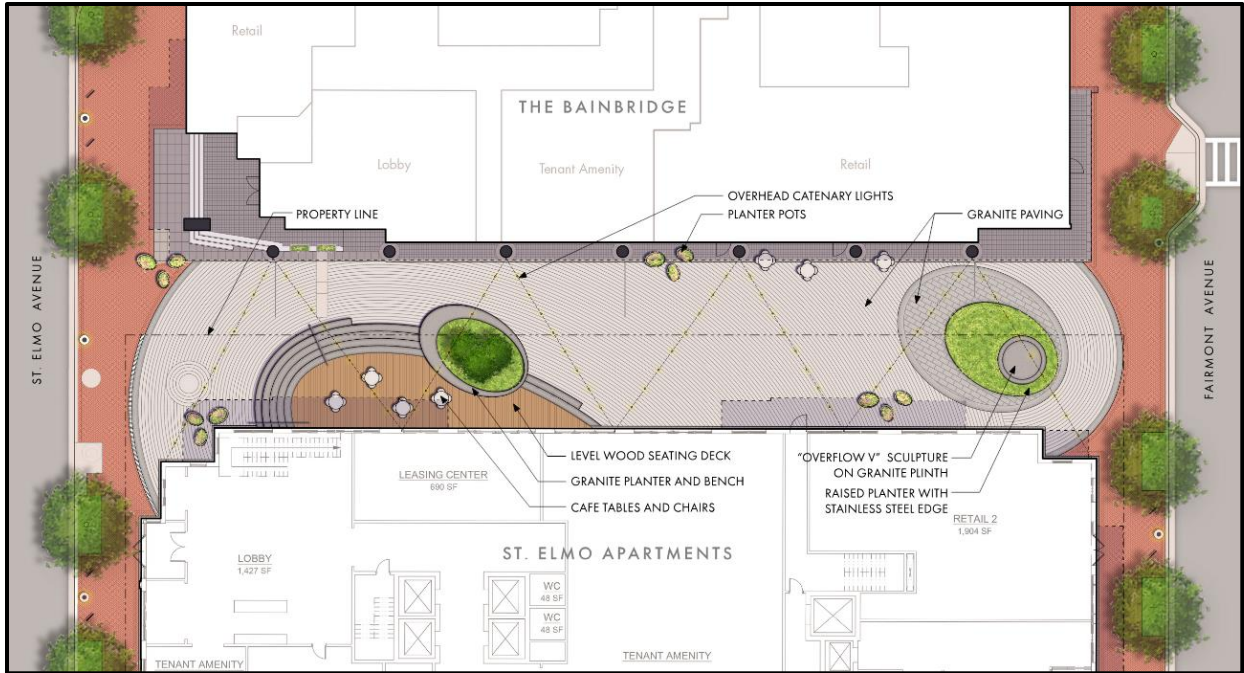 Retail
THE BAINBRIDGE
Lobby
Tenant Amenity
Retail
OVERHEAD CATENARY LIGHTS
PROPERTY LINE
PLANTER POTS
GRANITE PAVING
ST. ELMO AVENUE
FAIRMONT AVENUE
LEVEL WOOD SEATING DECK
"OVERFLOW V" SCULPTURE
ON GRANITE PLINTH
LEASING CENTER
690 SF
GRANITE PLANTER AND BENCH
RAISED PLANTER WITH
STAINLESS STEEL EDGE
CAFE TABLES AND CHAIRS
RETAIL 2
1,904 SF
LOBBY
1,427 SF
ST. ELMO APARTMENTS
WC
48 SF
WC
48 SF
TENANT AMENITY
TENANT AMENITY